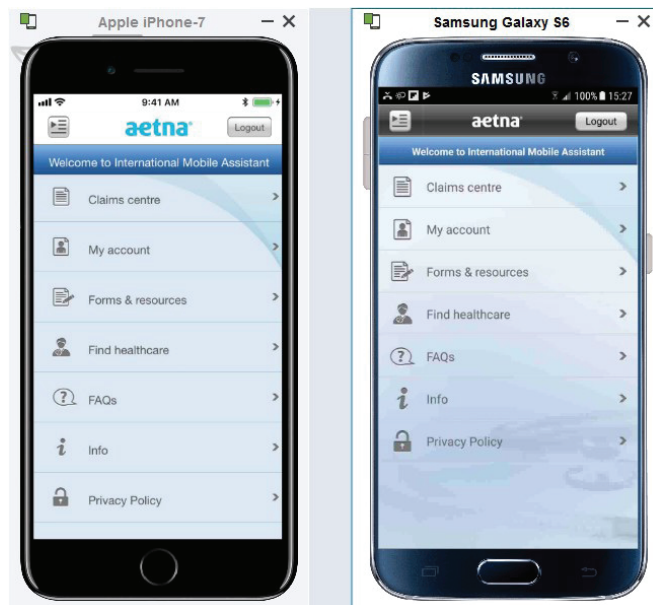 Apple iPhone-7
9:41 AM
aetna
Logout
Welcome to International Mobile Assistant
Claims centre
My account
Forms & resources
Find healthcare
FAQs
Info
Privacy Policy
Samsung Galaxy S6
SAMSUNG
100% 15:27
aetna
Logout
Welcome to International Mobile Assistant
Claims centre
My account
Forms & resources
Find healthcare
FAQs
Info
Privacy Policy